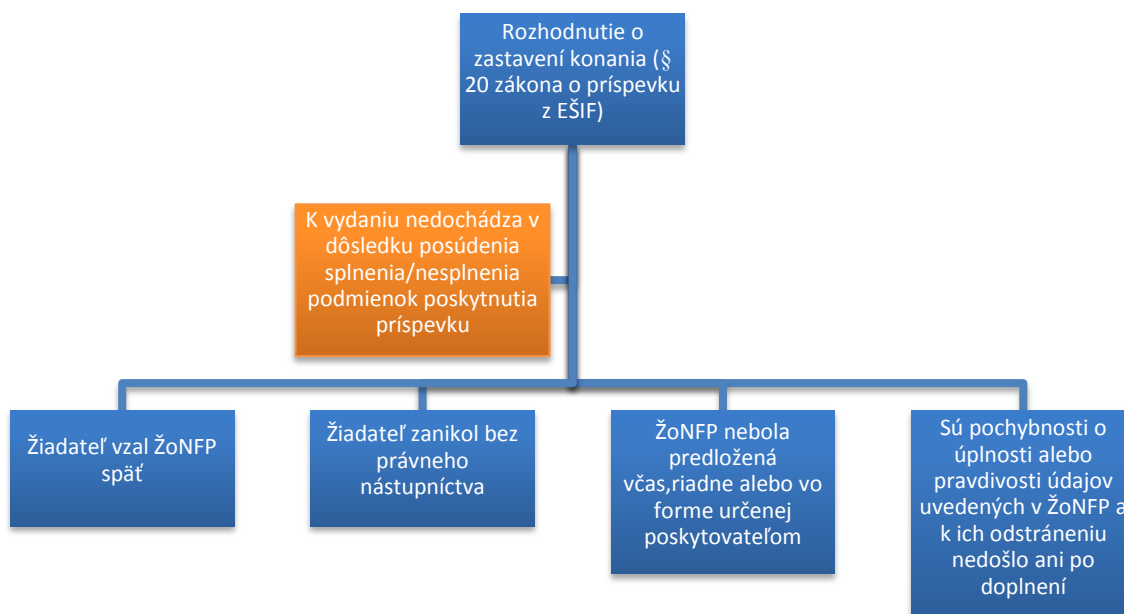 Rozhodnutie o
zastavení konania (§
20 zákona o príspevku
z EŠIF)
K vydaniu nedochádza v
dôsledku posúdenia
splnenia/nesplnenia
podmienok poskytnutia
príspevku
Žiadateľ vzal ŽoNFP
späť
Žiadateľ zanikol bez
právneho
nástupníctva
ŽoNFP nebola
predložená
včas,riadne alebo vo
forme určenej
poskytovateľom
Sú pochybnosti o
úplnosti alebo
pravdivosti údajov
uvedených v ŽoNFP a
k ich odstráneniu
nedošlo ani po
doplnení